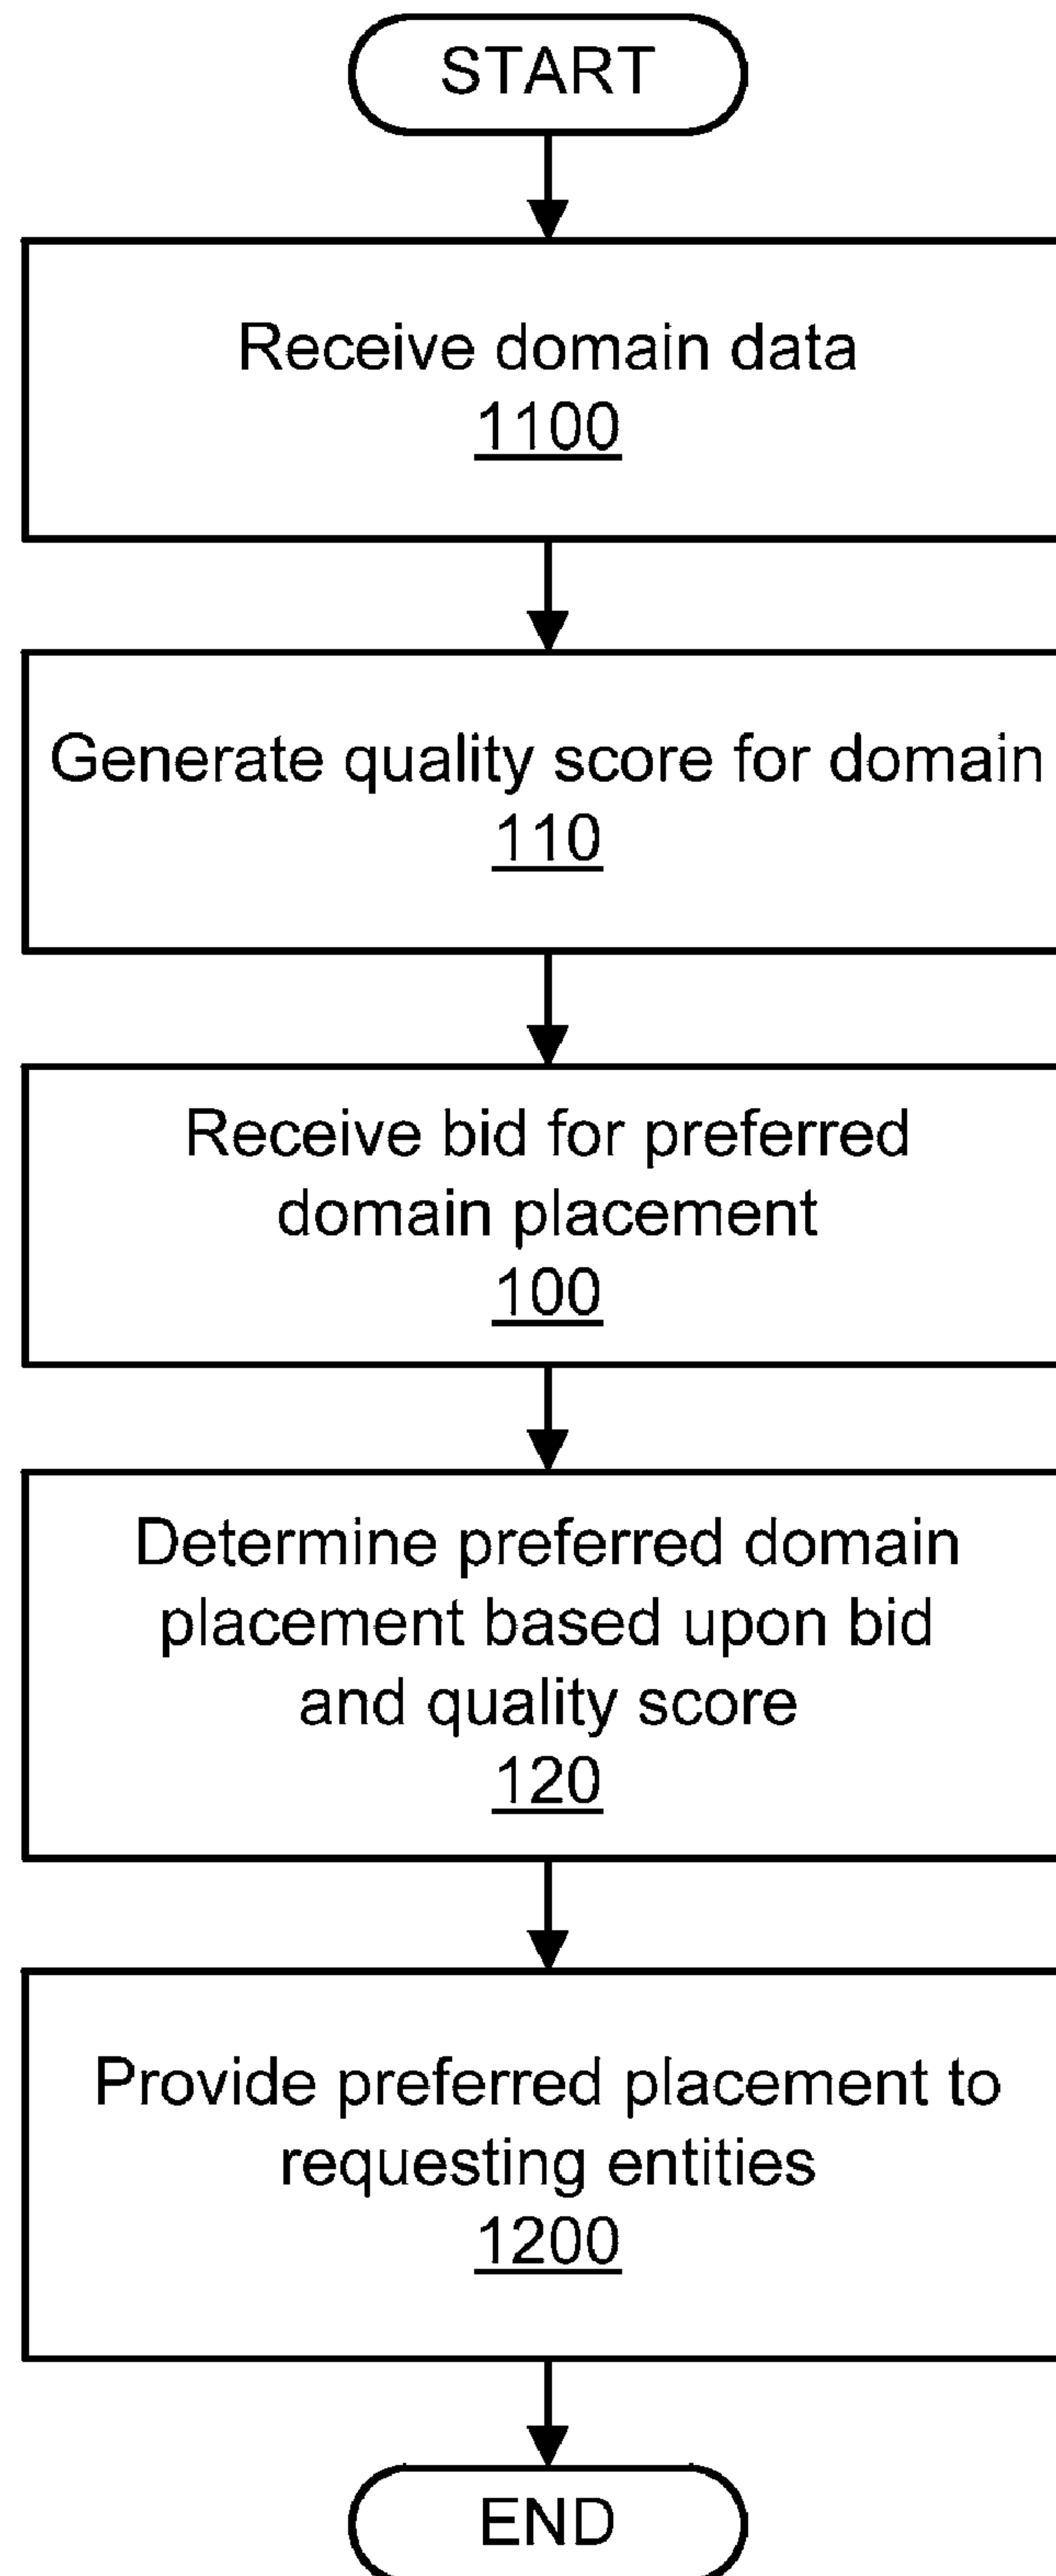 START
Receive domain data
1100
Generate quality score for domain
110
Receive bid for preferred
domain placement
100
Determine preferred domain
placement based upon bid
and quality score
120
Provide preferred placement to
requesting entities
1200
END